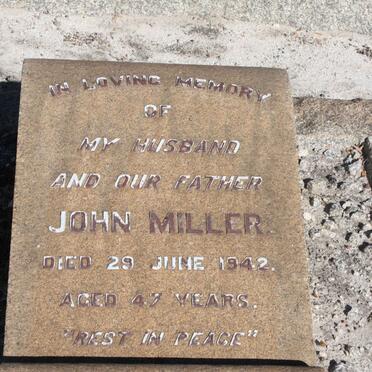 IN LOVING MEMORY
OF
MY HUSBAND
AND OUR FATHER
JOHN MILLER.
DIED 29 JUNE 1942.
AGED 47 YEARS.
"REST IN PEACE"